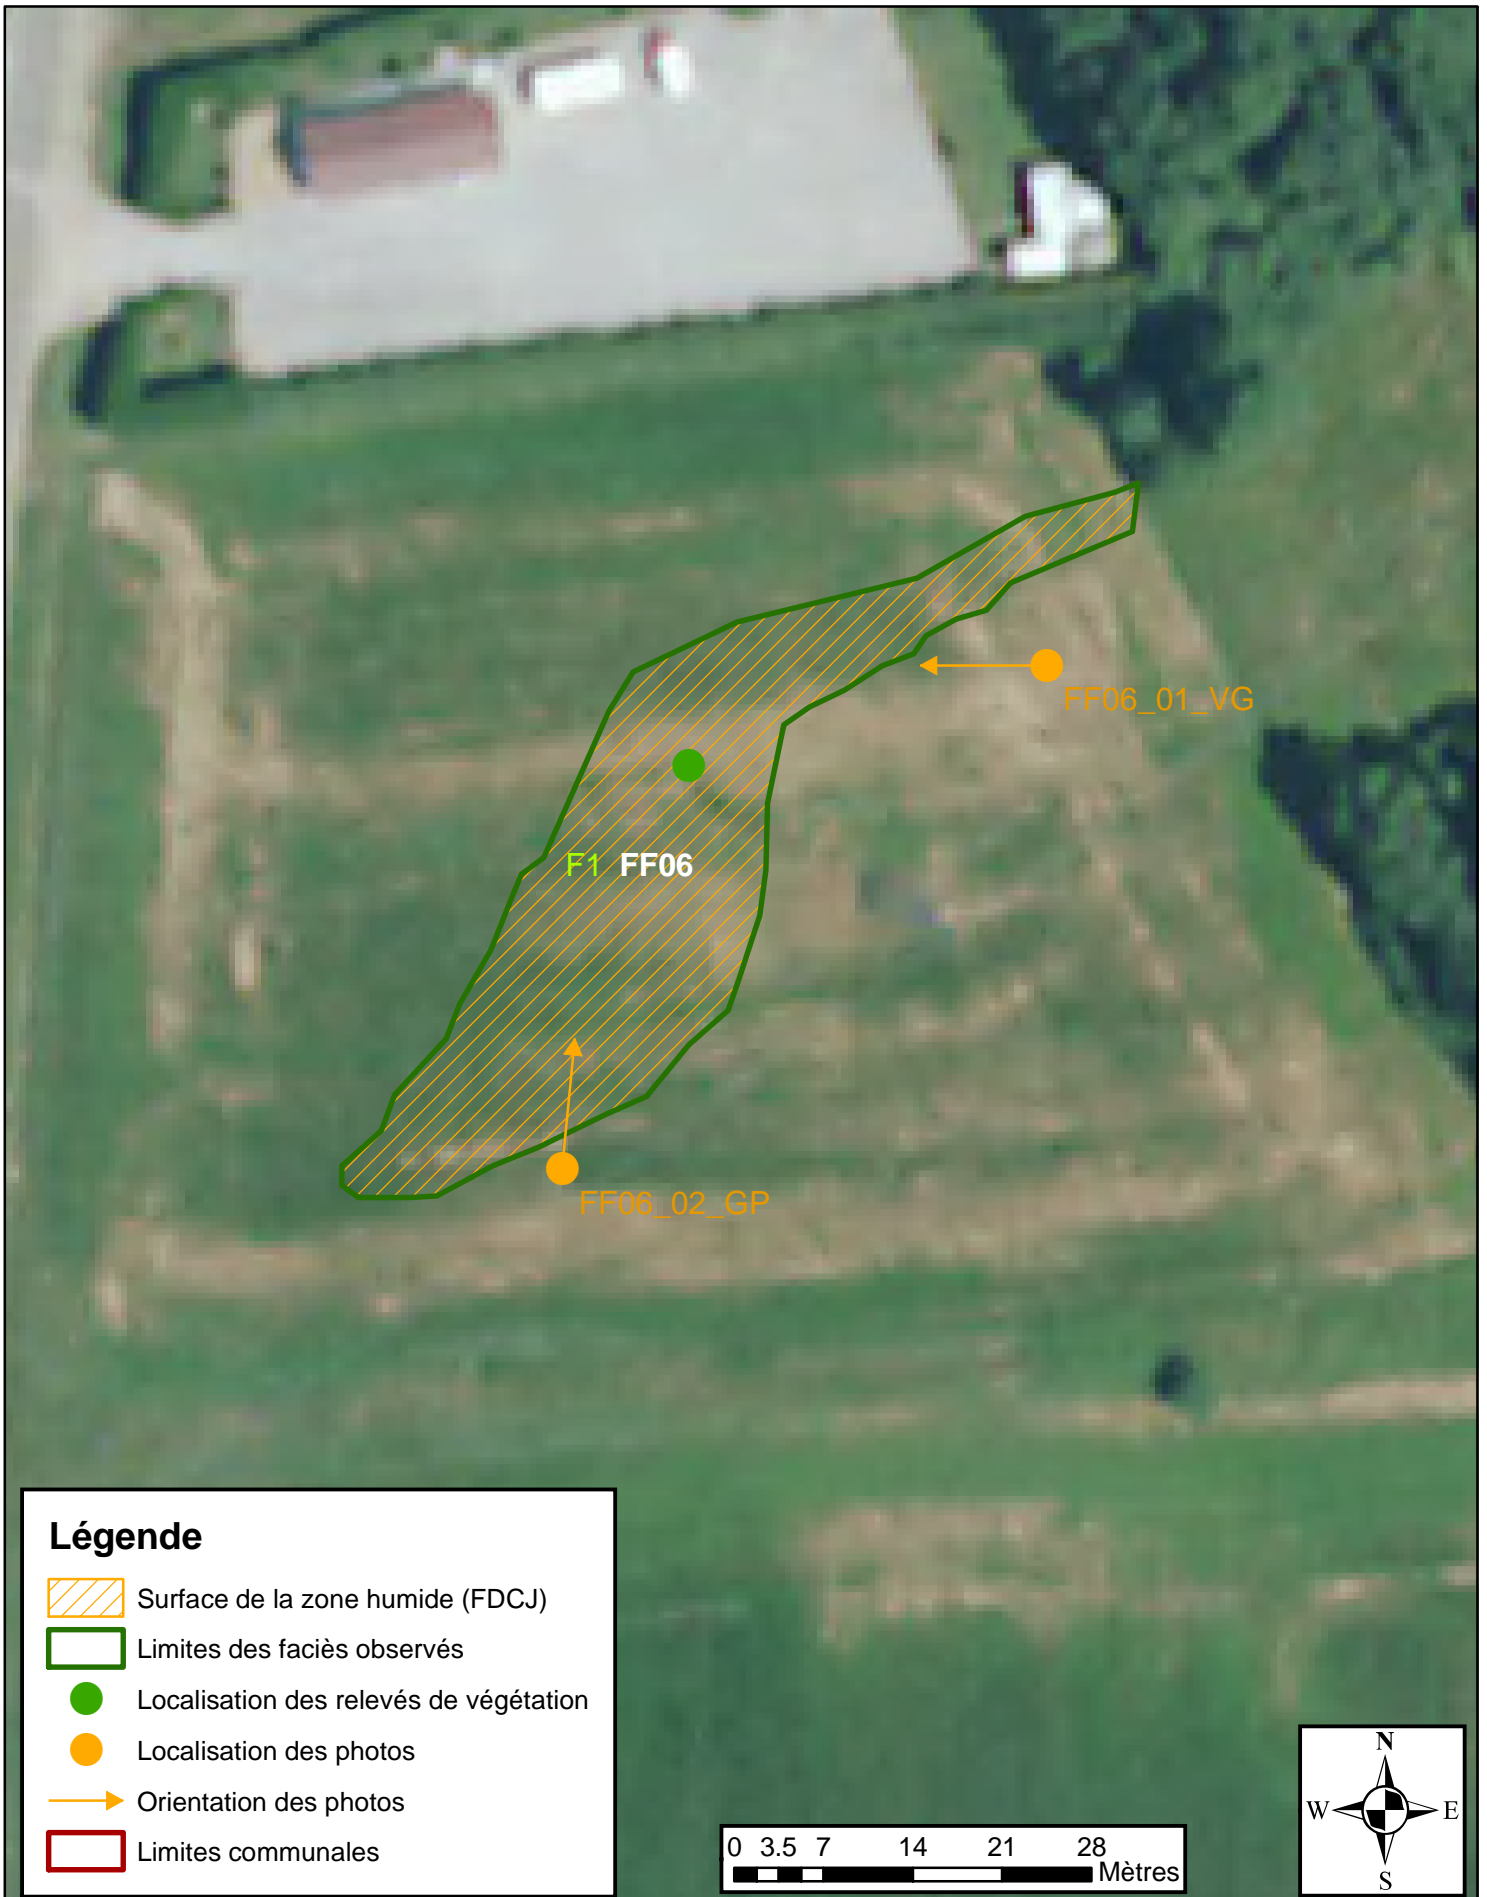 FF06_01_VG
F1 FF06
FF06_02_GP
Légende
Surface de la zone humide (FDCJ)
Limites des faciès observés
Localisation des relevés de végétation
Localisation des photos
Orientation des photos
Limites communales
0 3.5 7 14 21 28
Mètres
N
W E
S